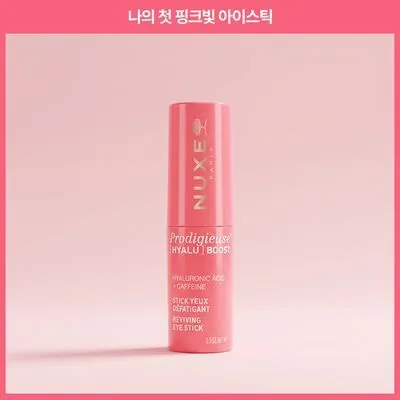 나의 첫 핑크빛 아이스틱
NUXE
PARIS
Prodigieuse®
[HYALU] BOOST
HYALURONIC ACID
+ CAFFEINE
STICK YEUX
DÉFATIGANT
REVIVING
EYE STICK